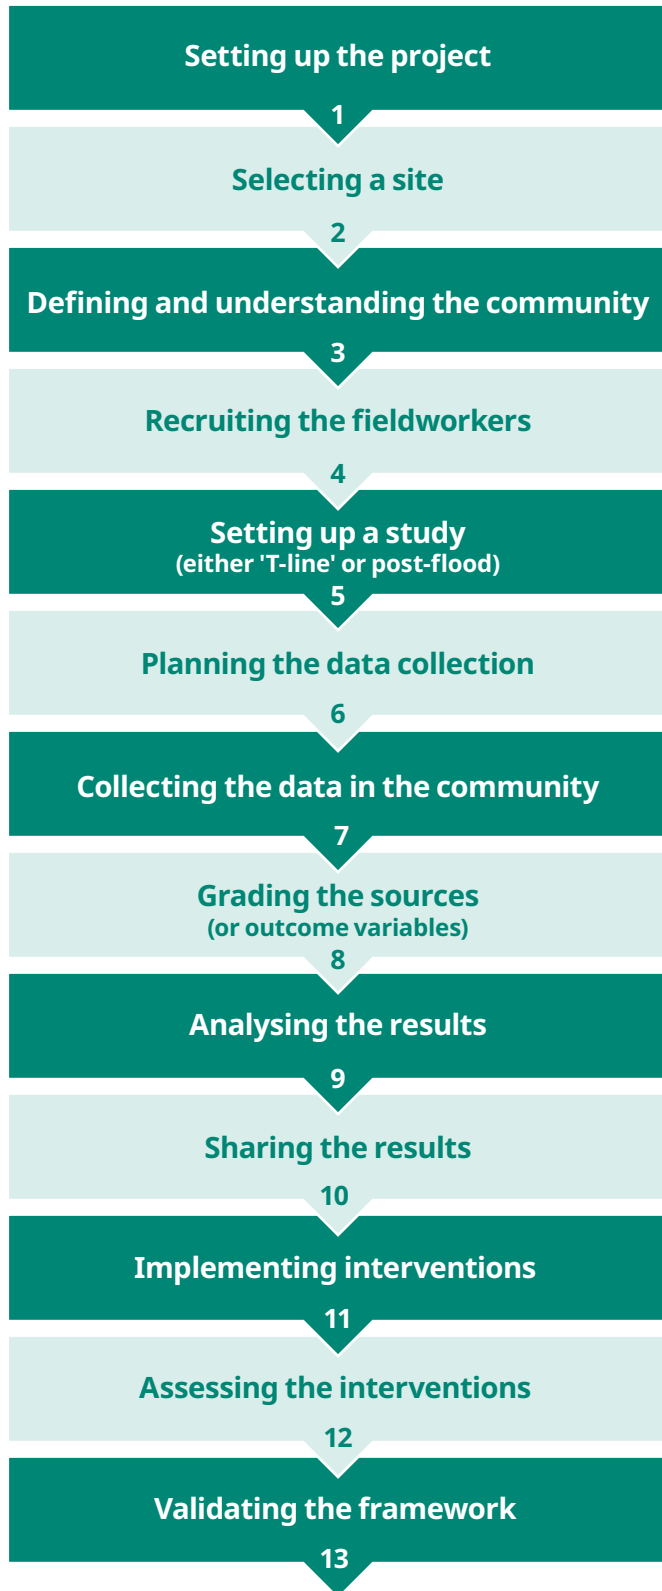 Setting up the project
1
Selecting a site
2
Defining and understanding the community
3
Recruiting the fieldworkers
4
Setting up a study
(either 'T-line' or post-flood)
5
Planning the data collection
6
Collecting the data in the community
7
Grading the sources
(or outcome variables)
8
Analysing the results
9
Sharing the results
10
Implementing interventions
11
Assessing the interventions
12
Validating the framework
13